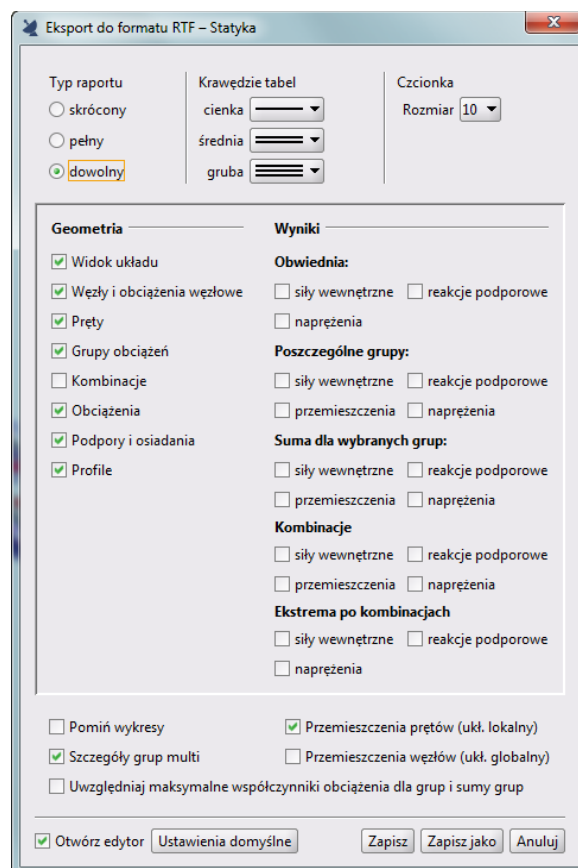 Eksport do formatu RTF – Statyka
Typ raportu
skrócony
pełny
dowolny
Krawędzie tabel
cienka
średnia
gruba
Czcionka
Rozmiar 10
Geometria
Widok układu
Węzły i obciążenia węzłowe
Pręty
Grupy obciążeń
Kombinacje
Obciążenia
Podpory i osiadania
Profile
Wyniki
Obwiednia:
siły wewnętrzne reakcje podporowe
naprężenia
Poszczególne grupy:
siły wewnętrzne reakcje podporowe
przemieszczenia naprężenia
Suma dla wybranych grup:
siły wewnętrzne reakcje podporowe
przemieszczenia naprężenia
Kombinacje
siły wewnętrzne reakcje podporowe
przemieszczenia naprężenia
Ekstrema po kombinacjach
siły wewnętrzne reakcje podporowe
naprężenia
Pomiń wykresy Przemieszczenia prętów (ukł. lokalny)
Szczegóły grup multi Przemieszczenia węzłów (ukł. globalny)
Uwzględniaj maksymalne współczynniki obciążenia dla grup i sumy grup
Otwórz edytor Ustawienia domyślne Zapisz Zapisz jako Anuluj